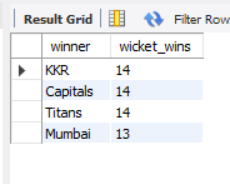 Result Grid Filter Row
winner wicket_wins
KKR 14
Capitals 14
Titans 14
Mumbai 13